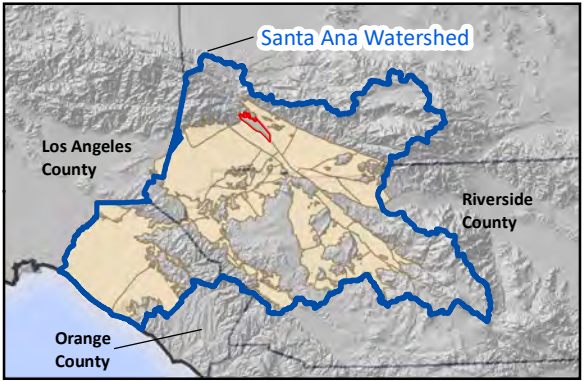 Santa Ana Watershed
Los Angeles
County
Riverside
County
Orange
County